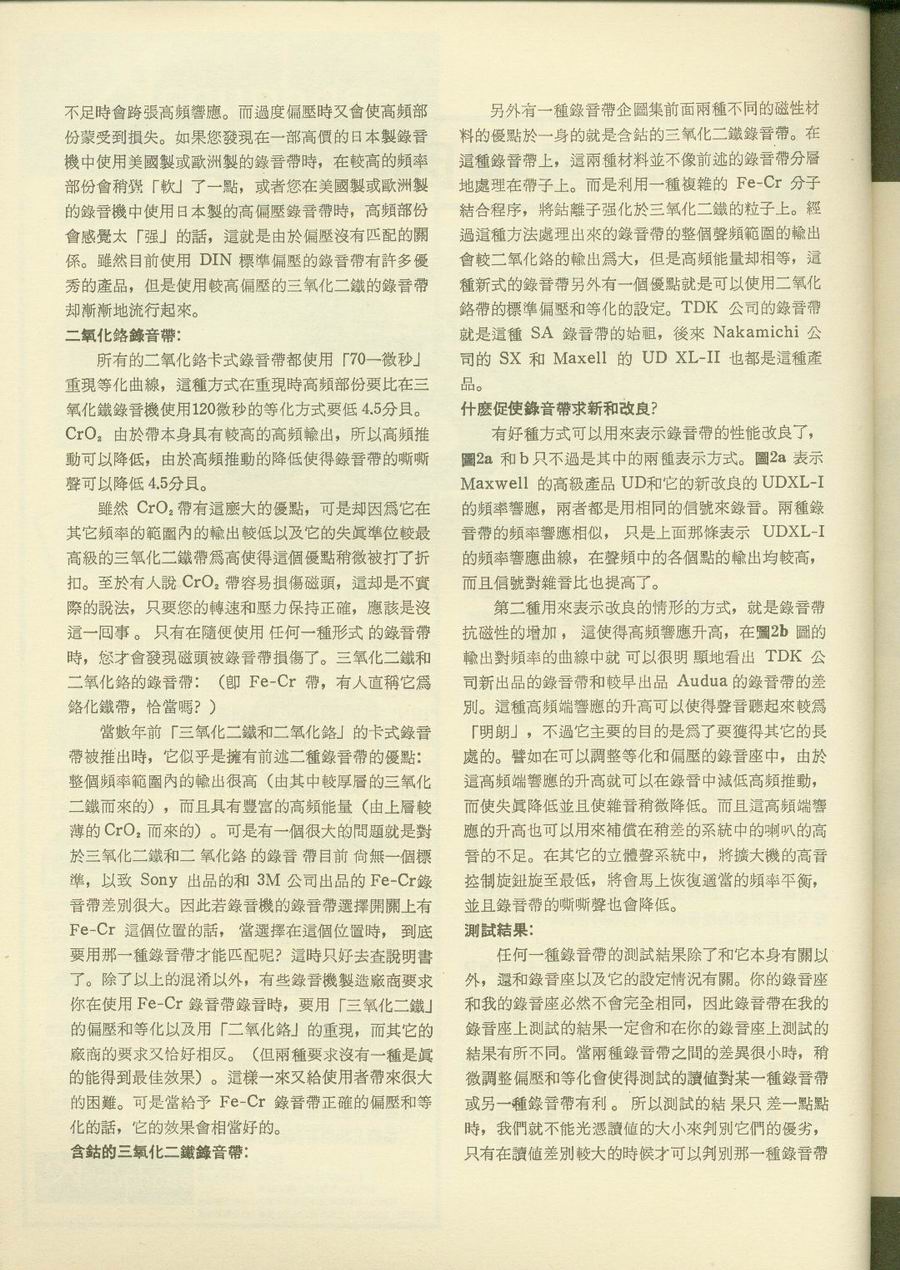 不足時會誇張高頻響應。而過度偏壓時又會使高頻部
份蒙受到損失。如果您發現在一部高價的日本製錄音
機中使用美國製或歐洲製的錄音帶時，在較高的頻率
部份會稍覺「軟」了一點，或者您在美國製或歐洲製
的錄音機中使用日本製的高偏壓錄音帶時，高頻部份
會感覺太「强」的話，這就是由於偏壓沒有匹配的關
係。雖然目前使用 DIN 標準偏壓的錄音帶有許多優
秀的產品，但是使用較高偏壓的三氧化二鐵的錄音帶
却漸漸地流行起來。
二氧化鉻錄音帶：
所有的二氧化鉻卡式錄音帶都使用「70—微秒」
重現等化曲線，這種方式在重現時高頻部份要比在三
氧化鐵錄音機使用120微秒的等化方式要低 4.5分貝。
CrO₂ 由於帶本身具有較高的高頻輸出，所以高頻推
動可以降低，由於高頻推動的降低使得錄音帶的嘶嘶
聲可以降低 4.5分貝。
雖然 CrO₂帶有這麼大的優點，可是却因爲它在
其它頻率的範圍內的輸出較低以及它的失眞準位較最
高級的三氧化二鐵帶爲高使得這個優點稍微被打了折
扣。至於有人說 CrO₂ 帶容易損傷磁頭，這却是不實
際的說法，只要您的轉速和壓力保持正確，應該是沒
這一回事 。 只有在隨便使用 任何一種形式 的錄音帶
時，您才會發現磁頭被錄音帶損傷了。三氧化二鐵和
二氧化鉻的錄音帶：（卽 Fe-Cr 帶，有人直稱它爲
鉻化鐵帶，恰當嗎？）
當數年前「三氧化二鐵和二氧化鉻」的卡式錄音
帶被推出時，它似乎是擁有前述二種錄音帶的優點：
整個頻率範圍內的輸出很高（由其中較厚層的三氧化
二鐵而來的），而且具有豐富的高頻能量（由上層較
薄的 CrO₂ 而來的）。可是有一個很大的問題就是對
於三氧化二鐵和二 氧化鉻 的錄音 帶目前 尙無一個標
準，以致 Sony 出品的和 3M 公司出品的 Fe-Cr錄
音帶差別很大。因此若錄音機的錄音帶選擇開關上有
Fe-Cr 這個位置的話， 當選擇在這個位置時， 到底
要用那一種錄音帶才能匹配呢？這時只好去查說明書
了。除了以上的混淆以外，有些錄音機製造廠商要求
你在使用 Fe-Cr 錄音帶錄音時，要用「三氧化二鐵」
的偏壓和等化以及用「二氧化鉻」的重現，而其它的
廠商的要求又恰好相反。（但兩種要求沒有一種是眞
的能得到最佳效果）。這樣一來又給使用者帶來很大
的困難。可是當給予 Fe-Cr 錄音帶正確的偏壓和等
化的話，它的效果會相當好的。
含鈷的三氧化二鐵錄音帶：
另外有一種錄音帶企圖集前面兩種不同的磁性材
料的優點於一身的就是含鈷的三氧化二鐵錄音帶。在
這種錄音帶上，這兩種材料並不像前述的錄音帶分層
地處理在帶子上。而是利用一種複雜的 Fe-Cr 分子
結合程序，將鈷離子强化於三氧化二鐵的粒子上。經
過這種方法處理出來的錄音帶的整個聲頻範圍的輸出
會較二氧化鉻的輸出爲大，但是高頻能量却相等，這
種新式的錄音帶另外有一個優點就是可以使用二氧化
鉻帶的標準偏壓和等化的設定。TDK 公司的錄音帶
就是這種 SA 錄音帶的始祖，後來 Nakamichi 公
司的 SX 和 Maxell 的 UD XL-II 也都是這種產
品。
什麼促使錄音帶求新和改良？
有好種方式可以用來表示錄音帶的性能改良了，
圖2a 和 b 只不過是其中的兩種表示方式。圖2a 表示
Maxwell 的高級產品 UD和它的新改良的 UDXL-I
的頻率響應，兩者都是用相同的信號來錄音。兩種錄
音帶的頻率響應相似， 只是上面那條表示 UDXL-I
的頻率響應曲線，在聲頻中的各個點的輸出均較高，
而且信號對雜音比也提高了。
第二種用來表示改良的情形的方式，就是錄音帶
抗磁性的增加 ， 這使得高頻響應升高，在圖2b 圖的
輸出對頻率的曲線中就 可以很明 顯地看出 TDK 公
司新出品的錄音帶和較早出品 Audua 的錄音帶的差
別。這種高頻端響應的升高可以使得聲音聽起來較爲
「明朗」，不過它主要的目的是爲了要獲得其它的長
處的。譬如在可以調整等化和偏壓的錄音座中，由於
這高頻端響應的升高就可以在錄音中減低高頻推動，
而使失眞降低並且使雜音稍微降低。而且這高頻端響
應的升高也可以用來補償在稍差的系統中的喇叭的高
音的不足。在其它的立體聲系統中，將擴大機的高音
控制旋鈕旋至最低，將會馬上恢復適當的頻率平衡，
並且錄音帶的嘶嘶聲也會降低。
測試結果：
任何一種錄音帶的測試結果除了和它本身有關以
外，還和錄音座以及它的設定情況有關。你的錄音座
和我的錄音座必然不會完全相同，因此錄音帶在我的
錄音座上測試的結果一定會和在你的錄音座上測試的
結果有所不同。當兩種錄音帶之間的差異很小時，稍
微調整偏壓和等化會使得測試的讀値對某一種錄音帶
或另一種錄音帶有利 。 所以測試的結 果只 差一點點
時，我們就不能光憑讀値的大小來判別它們的優劣，
只有在讀値差別較大的時候才可以判別那一種錄音帶